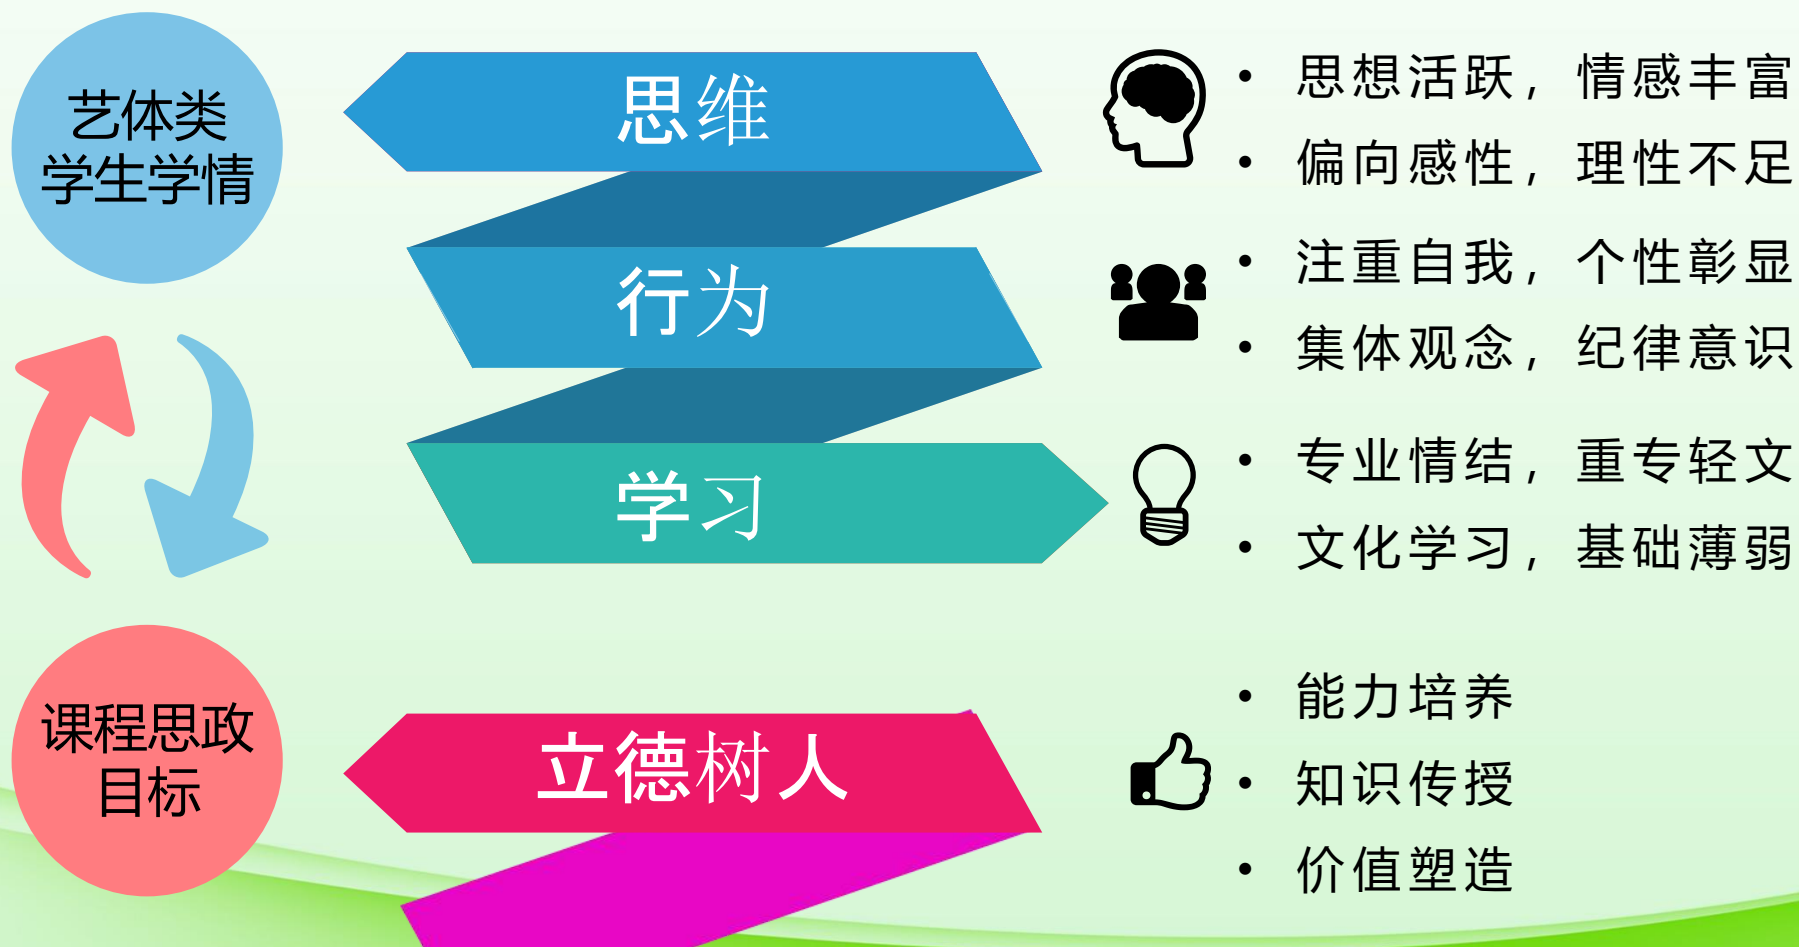 艺体类
学生学情
思维
• 思想活跃，情感丰富
• 偏向感性，理性不足
行为
• 注重自我，个性彰显
• 集体观念，纪律意识
学习
• 专业情结，重专轻文
• 文化学习，基础薄弱
课程思政
目标
立德树人
• 能力培养
• 知识传授
• 价值塑造